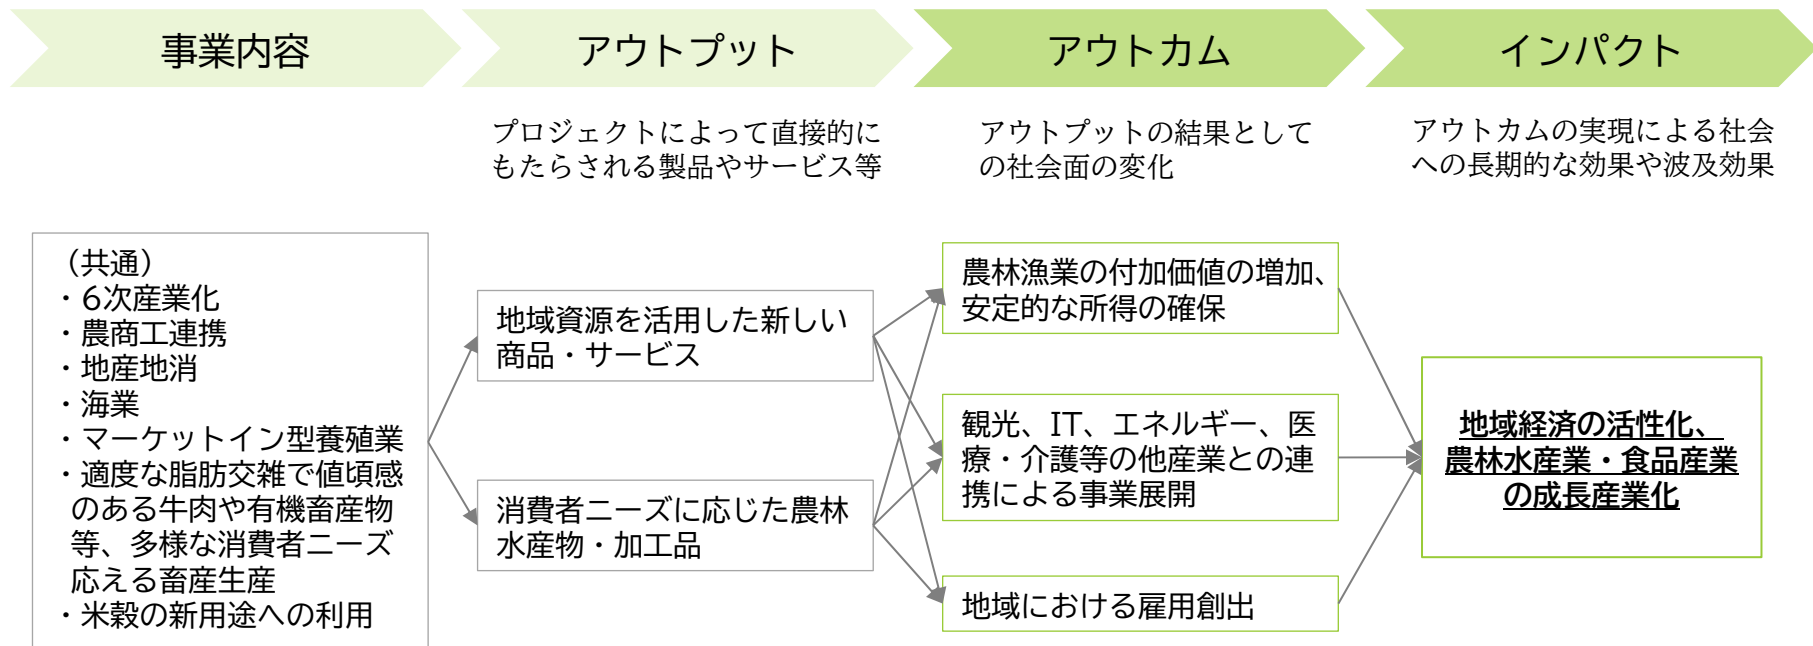 事業内容
アウトプット
アウトカム
インパクト
プロジェクトによって直接的に
もたらされる製品やサービス等
アウトプットの結果として
の社会面の変化
アウトカムの実現による社会
への長期的な効果や波及効果
（共通）
・6次産業化
・農商工連携
・地産地消
・海業
・マーケットイン型養殖業
・適度な脂肪交雑で値頃感
のある牛肉や有機畜産物
等、多様な消費者ニーズ
応える畜産生産
・米穀の新用途への利用
地域資源を活用した新しい
商品・サービス
消費者ニーズに応じた農林
水産物・加工品
農林漁業の付加価値の増加、
安定的な所得の確保
観光、IT、エネルギー、医
療・介護等の他産業との連
携による事業展開
地域における雇用創出
地域経済の活性化、
農林水産業・食品産業
の成長産業化